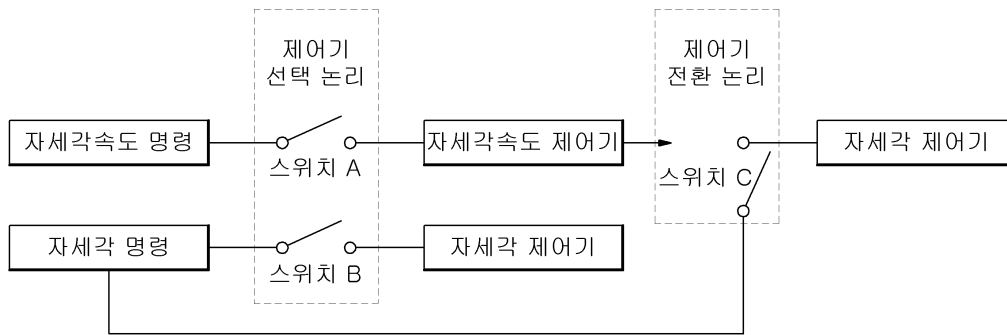 제어기
선택 논리
제어기
전환 논리
자세각속도 명령
자세각속도 제어기
자세각 제어기
스위치 A
스위치 C
자세각 명령
자세각 제어기
스위치 B